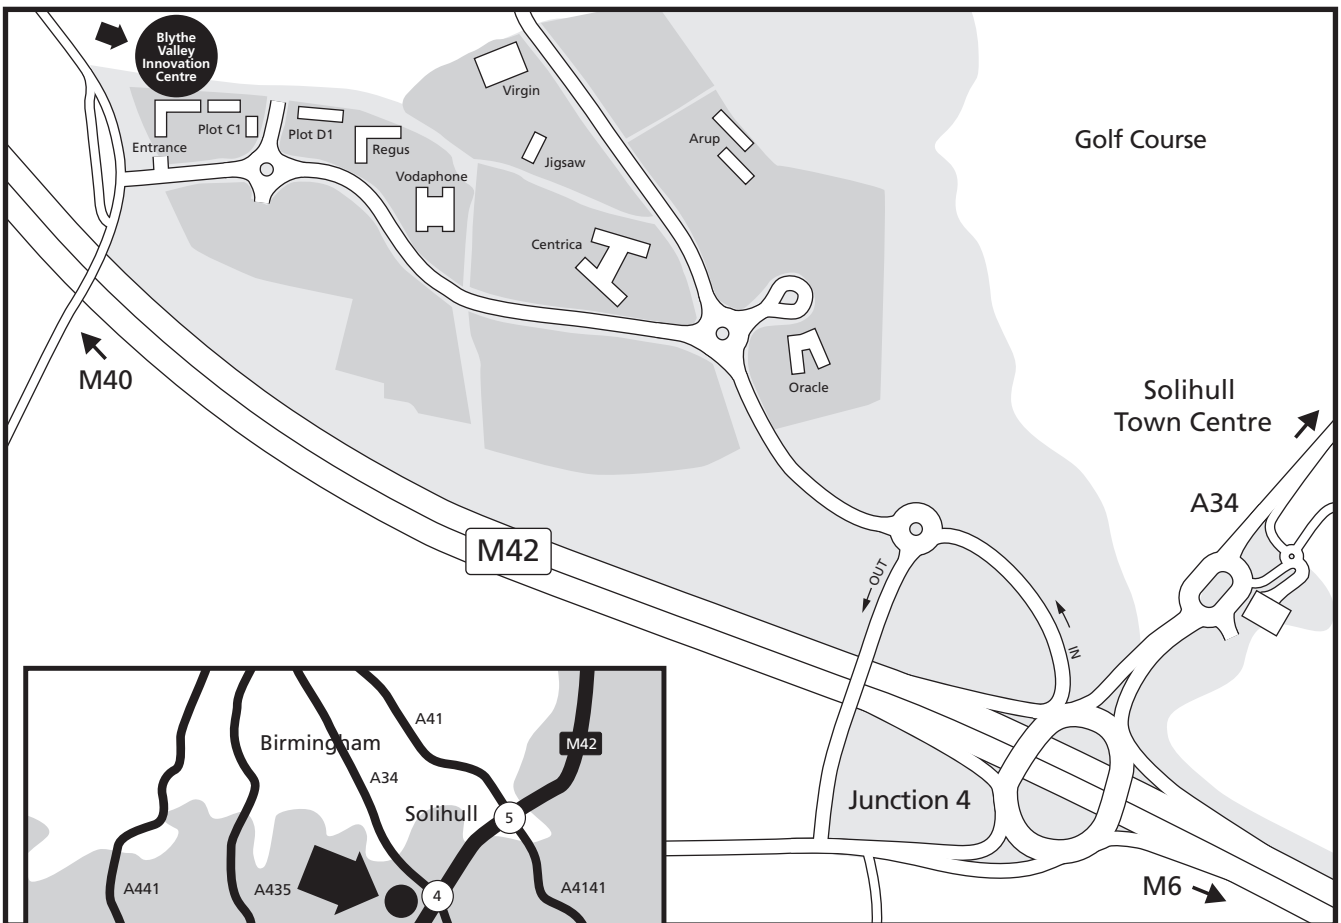 Blythe
Valley
Innovation
Centre
Virgin
Plot C1
Plot D1
Entrance
Regus
Jigsaw
Arup
Golf Course
Vodaphone
Centrica
M40
Oracle
Solihull
Town Centre
A34
M42
OUT
IN
Junction 4
M6
A41
Birmingham
M42
A34
Solihull
5
A441
A435
4
A4141